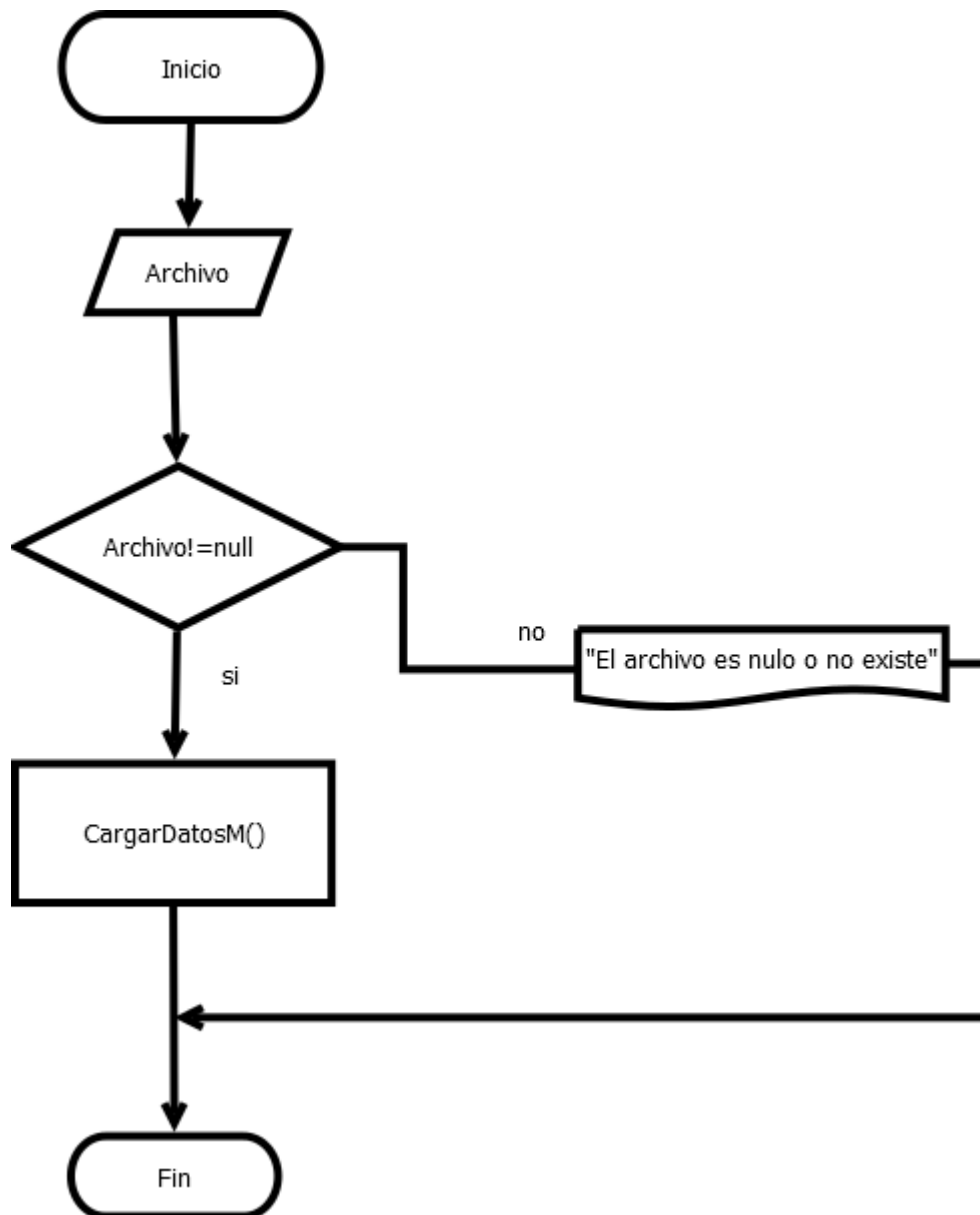 Inicio
Archivo
Archivo!=null
no
"El archivo es nulo o no existe"
si
CargarDatosM()
Fin